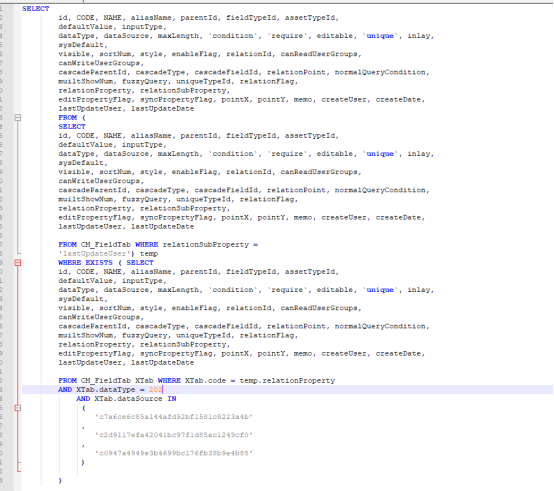 SELECT
id, CODE, NAME, aliasName, parentId, fieldTypeId, assetTypeId,
defaultValue, inputType,
dataType, dataSource, maxLength, `condition`, `require`, editable, `unique`, inlay,
sysDefault,
visible, sortNum, style, enableFlag, relationId, canReadUserGroups,
canWriteUserGroups,
cascadeParentId, cascadeType, cascadeFieldId, relationPoint, normalQueryCondition,
muiltShowNum, fuzzyQuery, uniqueTypeId, relationFlag,
relationProperty, relationSubProperty,
editPropertyFlag, syncPropertyFlag, pointX, pointY, memo, createUser, createDate,
lastUpdateUser, lastUpdateDate
FROM (
SELECT
id, CODE, NAME, aliasName, parentId, fieldTypeId, assetTypeId,
defaultValue, inputType,
dataType, dataSource, maxLength, `condition`, `require`, editable, `unique`, inlay,
sysDefault,
visible, sortNum, style, enableFlag, relationId, canReadUserGroups,
canWriteUserGroups,
cascadeParentId, cascadeType, cascadeFieldId, relationPoint, normalQueryCondition,
muiltShowNum, fuzzyQuery, uniqueTypeId, relationFlag,
relationProperty, relationSubProperty,
editPropertyFlag, syncPropertyFlag, pointX, pointY, memo, createUser, createDate,
lastUpdateUser, lastUpdateDate
FROM CM_FieldTab WHERE relationSubProperty =
'lastUpdateUser') temp
WHERE EXISTS ( SELECT
id, CODE, NAME, aliasName, parentId, fieldTypeId, assetTypeId,
defaultValue, inputType,
dataType, dataSource, maxLength, `condition`, `require`, editable, `unique`, inlay,
sysDefault,
visible, sortNum, style, enableFlag, relationId, canReadUserGroups,
canWriteUserGroups,
cascadeParentId, cascadeType, cascadeFieldId, relationPoint, normalQueryCondition,
muiltShowNum, fuzzyQuery, uniqueTypeId, relationFlag,
relationProperty, relationSubProperty,
editPropertyFlag, syncPropertyFlag, pointX, pointY, memo, createUser, createDate,
lastUpdateUser, lastUpdateDate
FROM CM_FieldTab XTab WHERE XTab.code = temp.relationProperty
AND XTab.dataType = 202
AND XTab.dataSource IN
(
'c7a6ce6c85a144afd92bf1581c8223a4b'
,
'c2d9117efa42041bc97f1d85ac1249cf0'
,
'c0947a4949e3b4699bc176fb38b9e4b88'
)
)